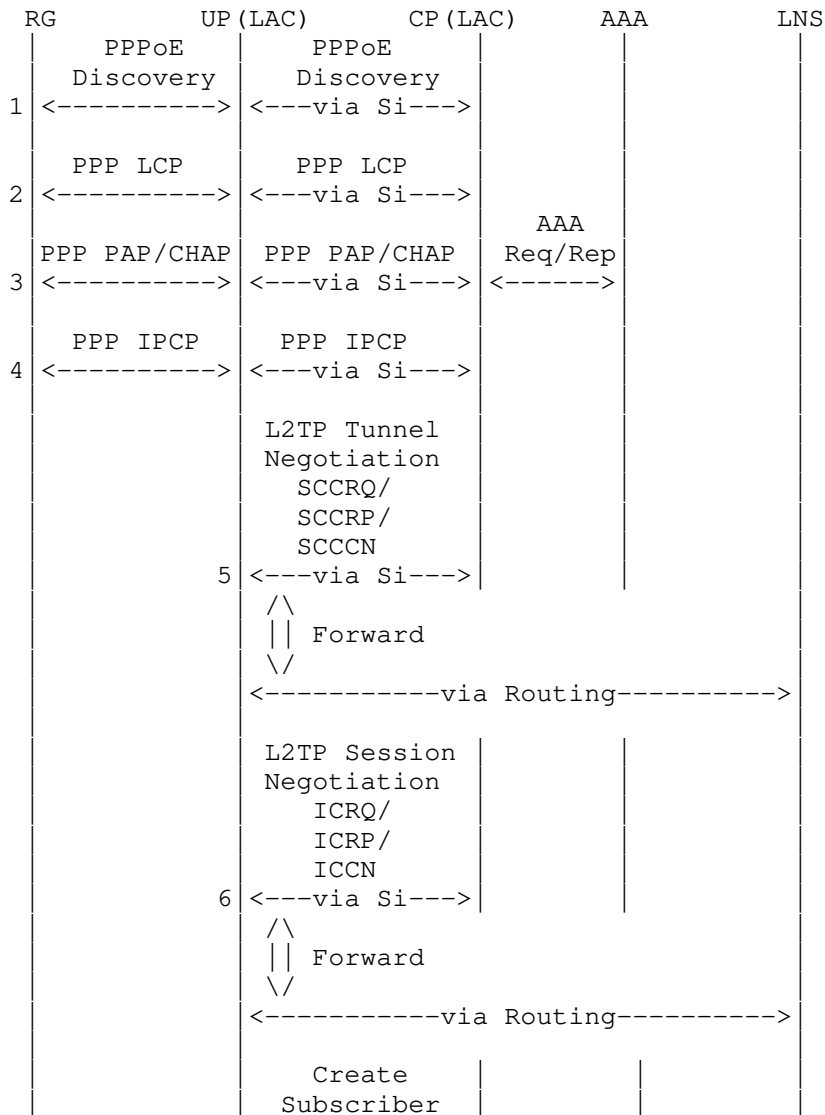 RG            UP(LAC)      CP(LAC)       AAA        LNS
|    PPPoE    |    PPPoE    |        |          |
|  Discovery  |   Discovery   |        |          |
1|<---------->|<---via Si--->|        |          |
|  PPP LCP   |   PPP LCP    |        |          |
2|<---------->|<---via Si--->|        |          |
|            |              |  AAA   |          |
|PPP PAP/CHAP| PPP PAP/CHAP | Req/Rep|          |
3|<---------->|<---via Si--->|<------>|          |
|  PPP IPCP  |  PPP IPCP    |        |          |
4|<---------->|<---via Si--->|        |          |
|            | L2TP Tunnel  |        |          |
|            | Negotiation  |        |          |
|            |   SCCRQ/     |        |          |
|            |   SCCRP/     |        |          |
|            |   SCCCN      |        |          |
|           5|<---via Si--->|        |          |
|            | /\                               |
|            | || Forward                       |
|            | \/                               |
|            |<-----------via Routing---------->|
|            | L2TP Session |        |          |
|            | Negotiation  |        |          |
|            |    ICRQ/     |        |          |
|            |    ICRP/     |        |          |
|            |    ICCN      |        |          |
|           6|<---via Si--->|        |          |
|            | /\                               |
|            | || Forward                       |
|            | \/                               |
|            |<-----------via Routing---------->|
|            |    Create    |        |          |
|            |  Subscriber  |        |          |